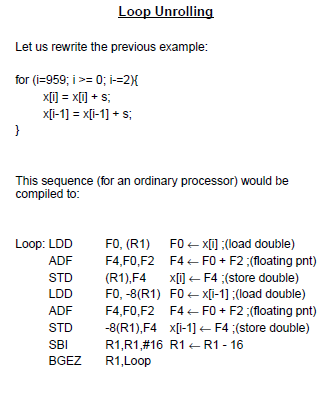 Loop Unrolling
Let us rewrite the previous example:
for (i=959; i >= 0; i-=2){
x[i] = x[i] + s;
x[i-1] = x[i-1] + s;
}
This sequence (for an ordinary processor) would be
compiled to:
Loop: LDD F0, (R1) F0 ← x[i] ;(load double)
ADF F4,F0,F2 F4 ← F0 + F2 ;(floating pnt)
STD (R1),F4 x[i] ← F4 ;(store double)
LDD F0, -8(R1) F0 ← x[i-1] ;(load double)
ADF F4,F0,F2 F4 ← F0 + F2 ;(floating pnt)
STD -8(R1),F4 x[i-1] ← F4 ;(store double)
SBI R1,R1,#16 R1 ← R1 - 16
BGEZ R1,Loop